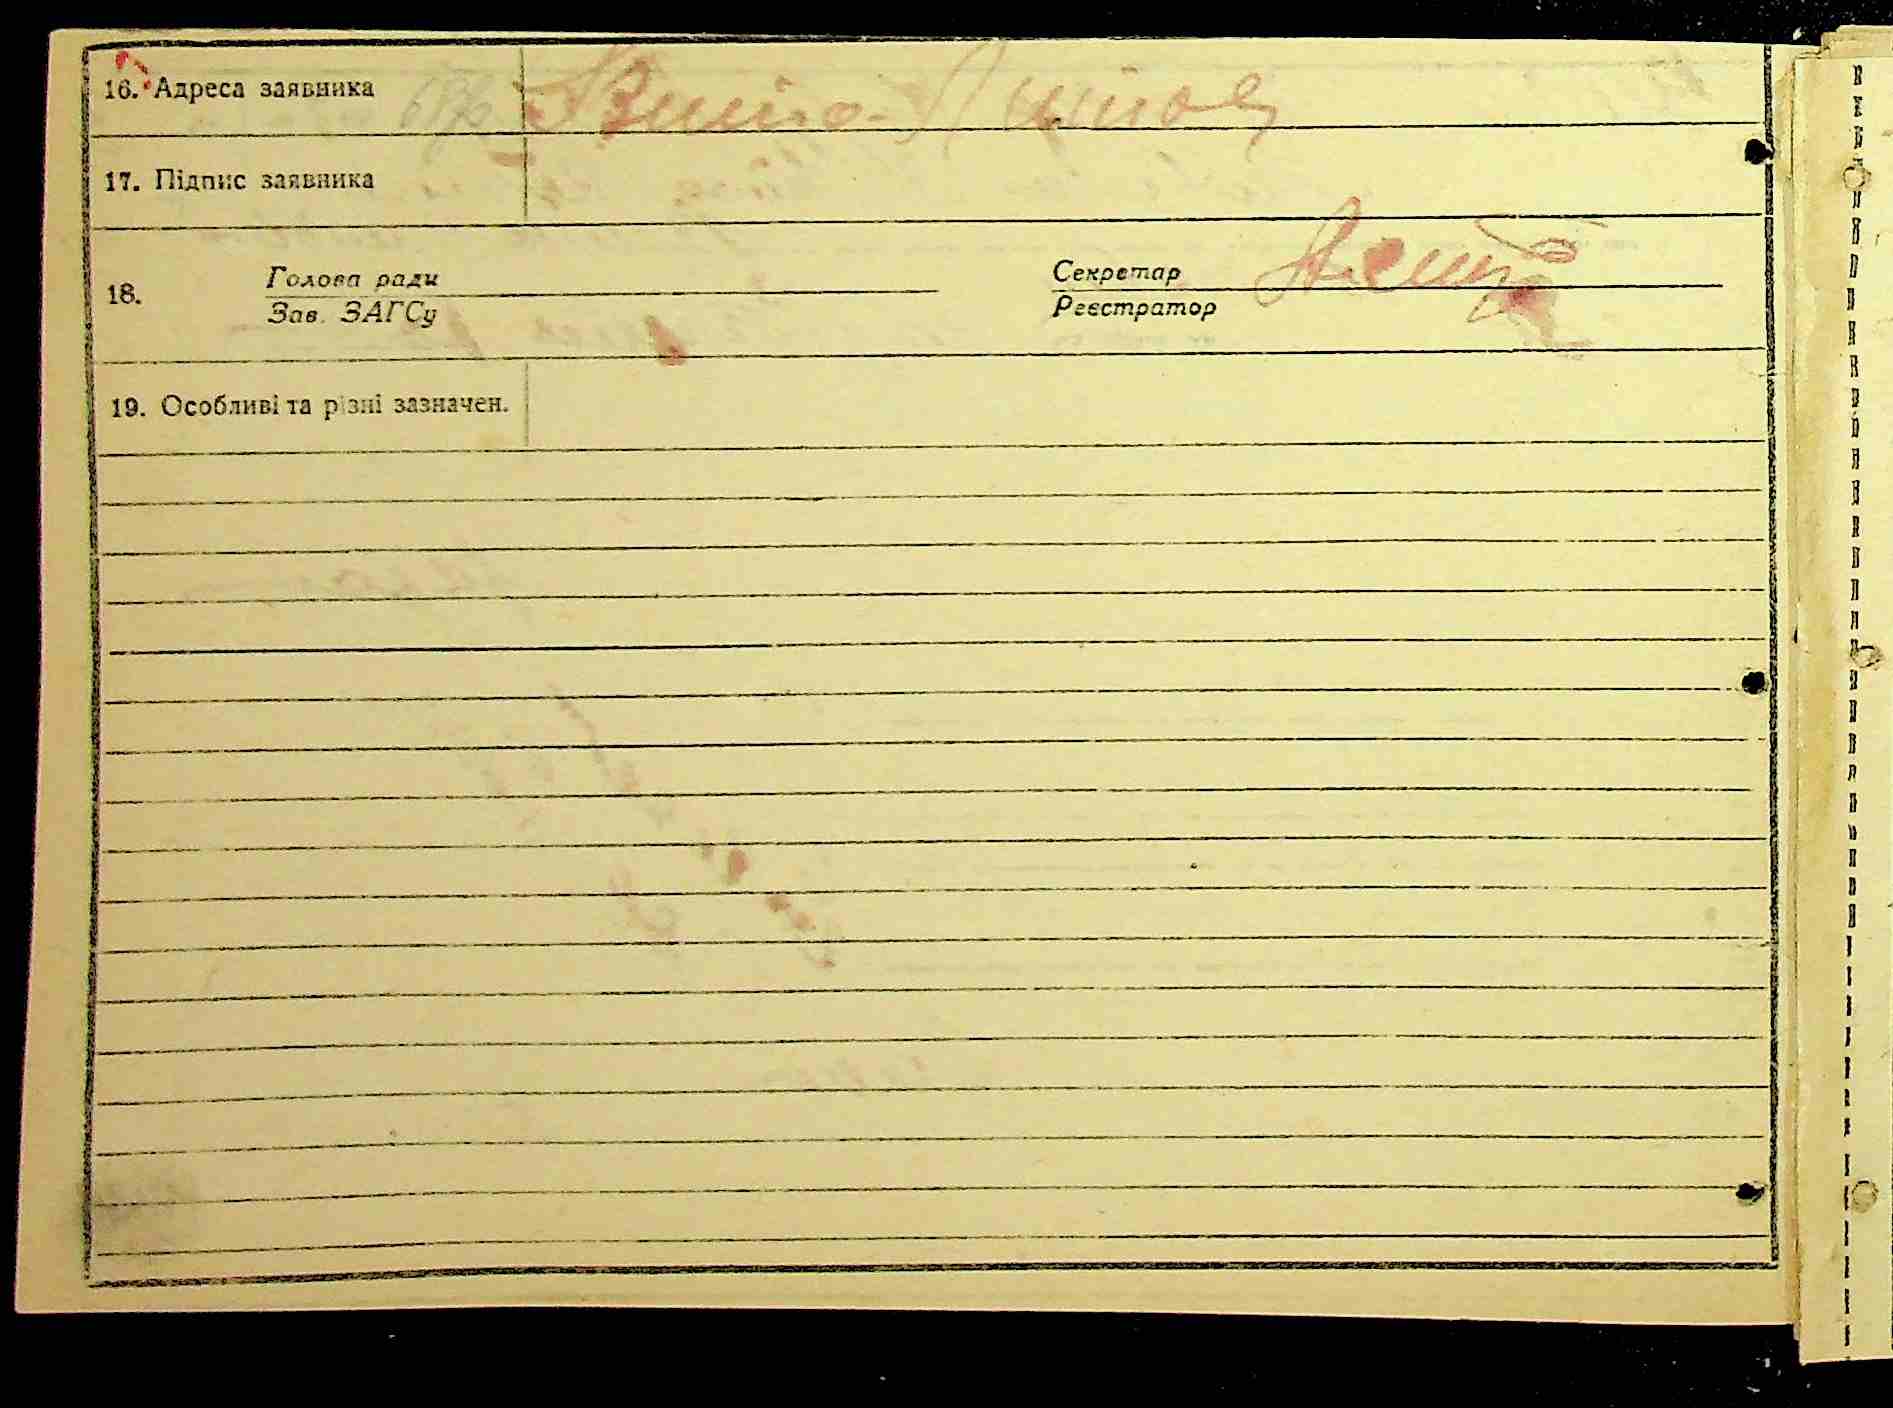 16. Адреса заявника
17. Підпис заявника
18. Голова ради Секретар
Зав. ЗАГСу Реєстратор
19. Особливі та різні зазначен.